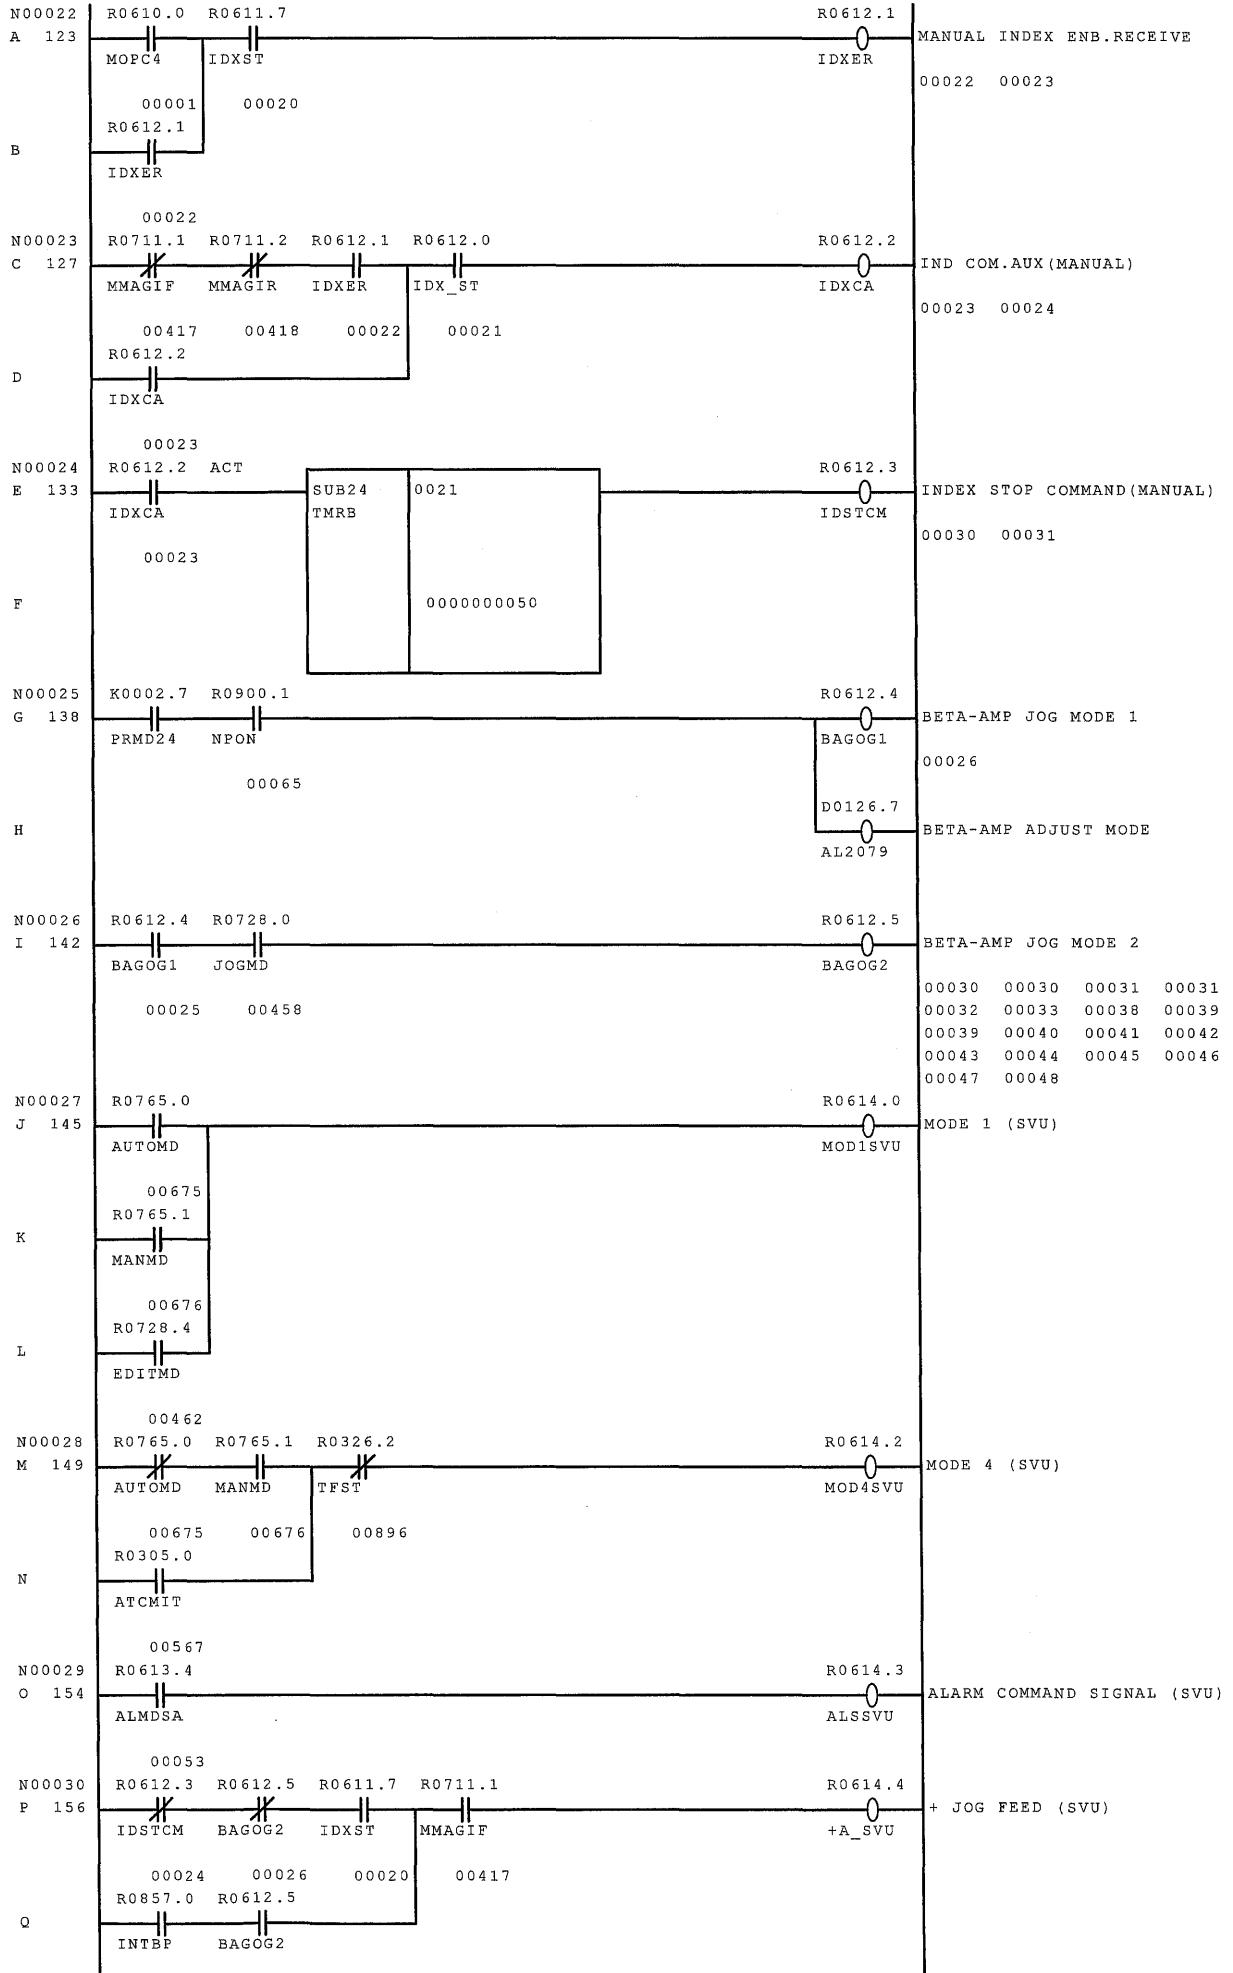 N00022 R0610.0 R0611.7 R0612.1
A 123 MANUAL INDEX ENB.RECEIVE
MOPC4 IDXST IDXER
00022 00023
00001 00020
R0612.1
B
IDXER
00022
N00023 R0711.1 R0711.2 R0612.1 R0612.0 R0612.2
C 127 IND COM.AUX(MANUAL)
MMAGIF MMAGIR IDXER IDX_ST IDXCA
00023 00024
00417 00418 00022 00021
R0612.2
D
IDXCA
00023
N00024 R0612.2 ACT R0612.3
E 133 SUB24 0021 INDEX STOP COMMAND(MANUAL)
IDXCA TMRB IDSTCM
00030 00031
00023
F 0000000050
N00025 K0002.7 R0900.1 R0612.4
G 138 BETA-AMP JOG MODE 1
PRMD24 NPON BAGOG1
00026
00065
D0126.7
H BETA-AMP ADJUST MODE
AL2079
N00026 R0612.4 R0728.0 R0612.5
I 142 BETA-AMP JOG MODE 2
BAGOG1 JOGMD BAGOG2
00030 00030 00031 00031
00025 00458
00032 00033 00038 00039
00039 00040 00041 00042
00043 00044 00045 00046
00047 00048
N00027 R0765.0 R0614.0
J 145 MODE 1 (SVU)
AUTOMD MOD1SVU
00675
R0765.1
K
MANMD
00676
R0728.4
L
EDITMD
00462
N00028 R0765.0 R0765.1 R0326.2 R0614.2
M 149 MODE 4 (SVU)
AUTOMD MANMD TFST MOD4SVU
00675 00676 00896
R0305.0
N
ATCMIT
00567
N00029 R0613.4 R0614.3
O 154 ALARM COMMAND SIGNAL (SVU)
ALMDSA ALSSVU
00053
N00030 R0612.3 R0612.5 R0611.7 R0711.1 R0614.4
P 156 + JOG FEED (SVU)
IDSTCM BAGOG2 IDXST MMAGIF +A_SVU
00024 00026 00020 00417
R0857.0 R0612.5
Q
INTBP BAGOG2